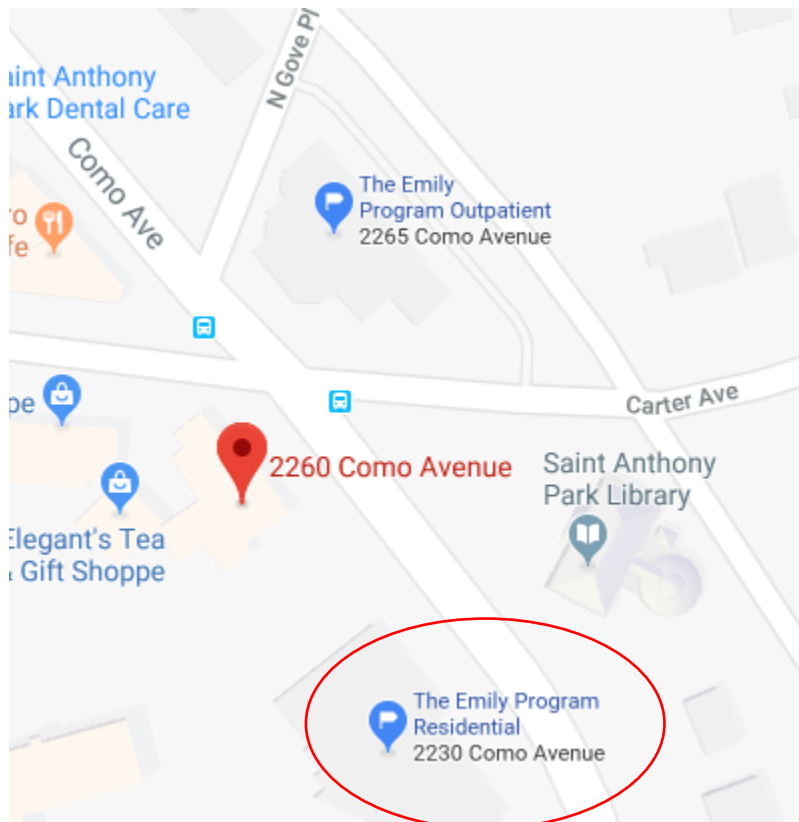 N Gove Pl
aint Anthony
ark Dental Care
Como Ave
The Emily
Program Outpatient
2265 Como Avenue
ro
fe
pe
Carter Ave
2260 Como Avenue
Saint Anthony
Park Library
Elegant's Tea
& Gift Shoppe
The Emily Program
Residential
2230 Como Avenue